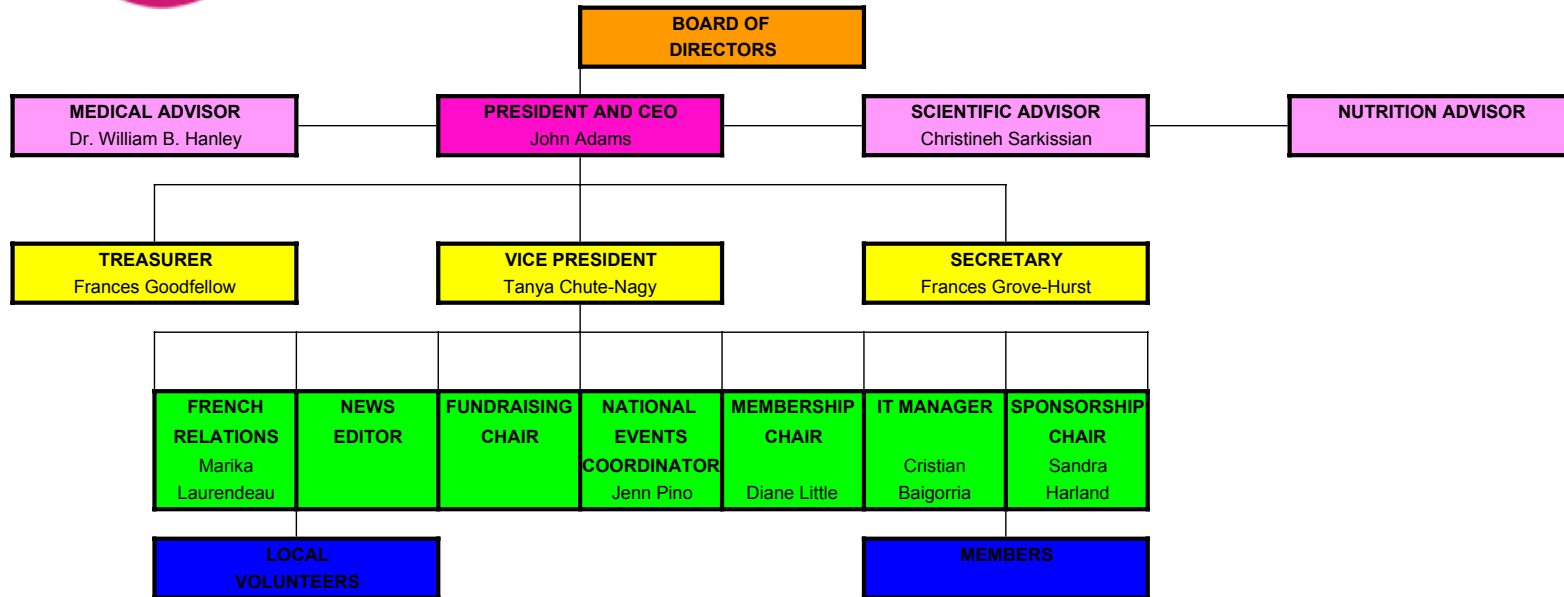 BOARD OF
DIRECTORS
MEDICAL ADVISOR
Dr. William B. Hanley
PRESIDENT AND CEO
John Adams
SCIENTIFIC ADVISOR
Christineh Sarkissian
NUTRITION ADVISOR
TREASURER
Frances Goodfellow
VICE PRESIDENT
Tanya Chute-Nagy
SECRETARY
Frances Grove-Hurst
FRENCH
RELATIONS
Marika
Laurendeau
NEWS
EDITOR
FUNDRAISING
CHAIR
NATIONAL
EVENTS
COORDINATOR
Jenn Pino
MEMBERSHIP
CHAIR
Diane Little
IT MANAGER
Cristian
Baigorria
SPONSORSHIP
CHAIR
Sandra
Harland
LOCAL
VOLUNTEERS
MEMBERS